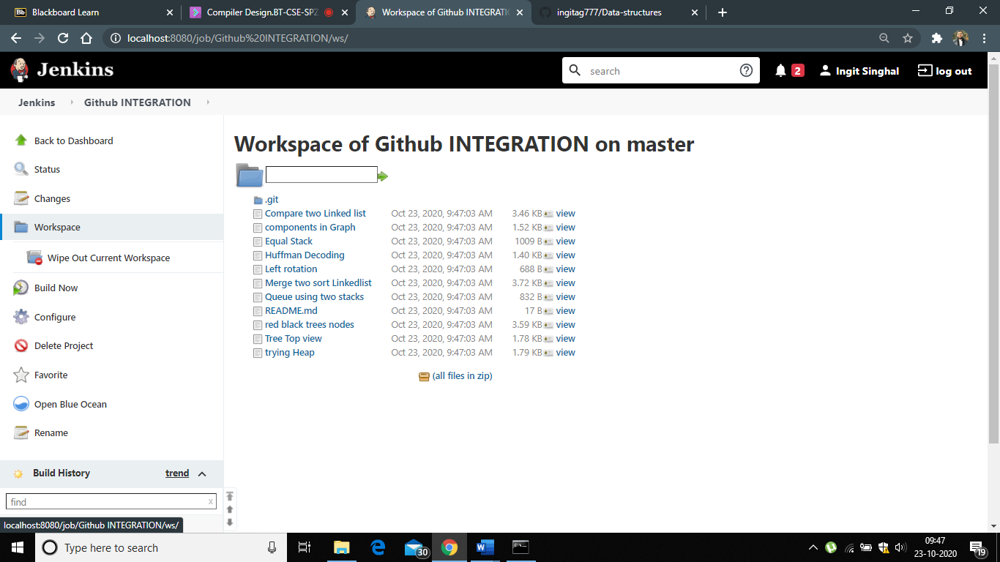 Blackboard Learn
Compiler Design.BT-CSE-SPZ
Workspace of Github INTEGRATIO
ingitag777/Data-structures
localhost:8080/job/Github%20INTEGRATION/ws/
Jenkins
search
2
Ingit Singhal
log out
Jenkins
Github INTEGRATION
Back to Dashboard
Status
Changes
Workspace
Wipe Out Current Workspace
Build Now
Configure
Delete Project
Favorite
Open Blue Ocean
Rename
Build History trend
find x
localhost:8080/job/Github INTEGRATION/ws/
Workspace of Github INTEGRATION on master
.git
Compare two Linked list Oct 23, 2020, 9:47:03 AM 3.46 KB view
components in Graph Oct 23, 2020, 9:47:03 AM 1.52 KB view
Equal Stack Oct 23, 2020, 9:47:03 AM 1009 B view
Huffman Decoding Oct 23, 2020, 9:47:03 AM 1.40 KB view
Left rotation Oct 23, 2020, 9:47:03 AM 688 B view
Merge two sort Linkedlist Oct 23, 2020, 9:47:03 AM 3.72 KB view
Queue using two stacks Oct 23, 2020, 9:47:03 AM 832 B view
README.md Oct 23, 2020, 9:47:03 AM 17 B view
red black trees nodes Oct 23, 2020, 9:47:03 AM 3.59 KB view
Tree Top view Oct 23, 2020, 9:47:03 AM 1.78 KB view
trying Heap Oct 23, 2020, 9:47:03 AM 1.79 KB view
(all files in zip)
Type here to search
30
09:47
23-10-2020
19